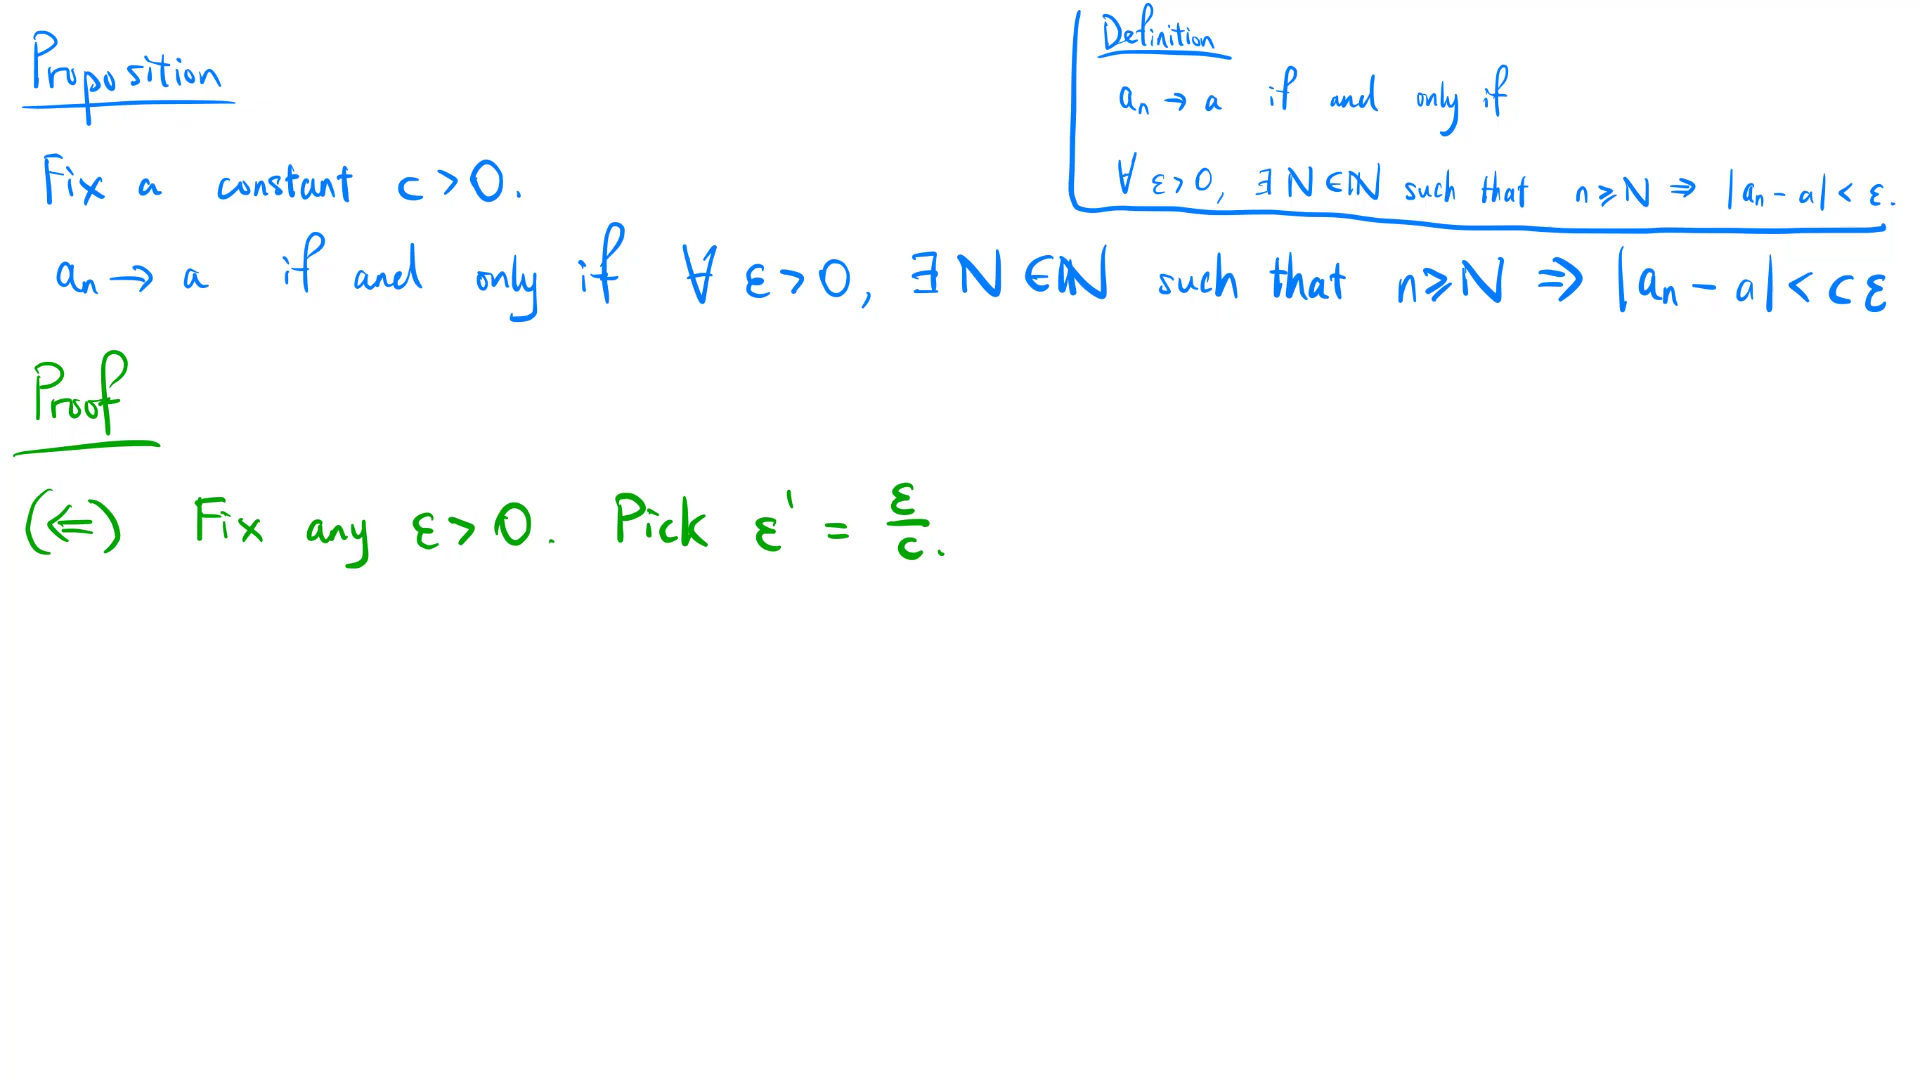 Proposition
Fix a constant c > 0.
aₙ → a if and only if ∀ ε > 0, ∃ N ∈ ℕ such that n ⩾ N ⇒ |aₙ - a| < cε
Definition
aₙ → a if and only if
∀ ε > 0, ∃ N ∈ ℕ such that n ⩾ N ⇒ |aₙ - a| < ε.
Proof
(⇐) Fix any ε > 0. Pick ε' = ε/c.